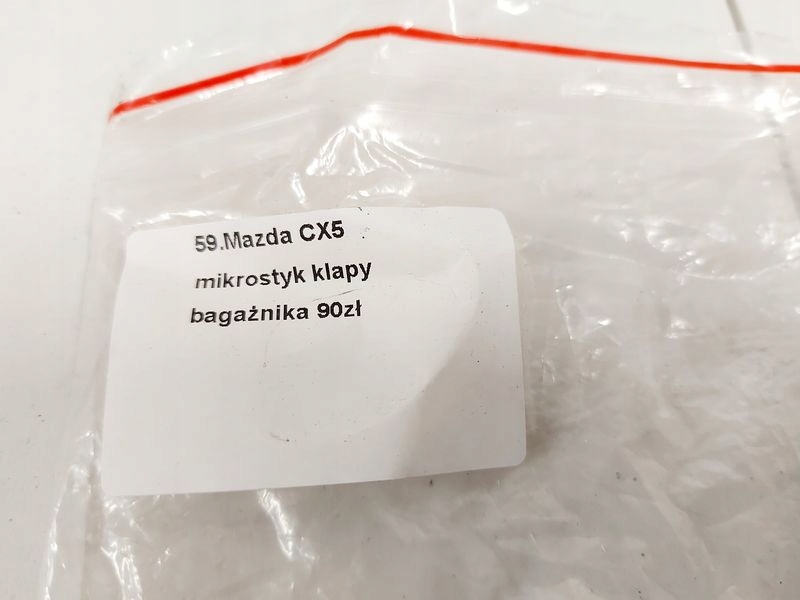 59.Mazda CX5
mikrostyk klapy
bagażnika 90zł